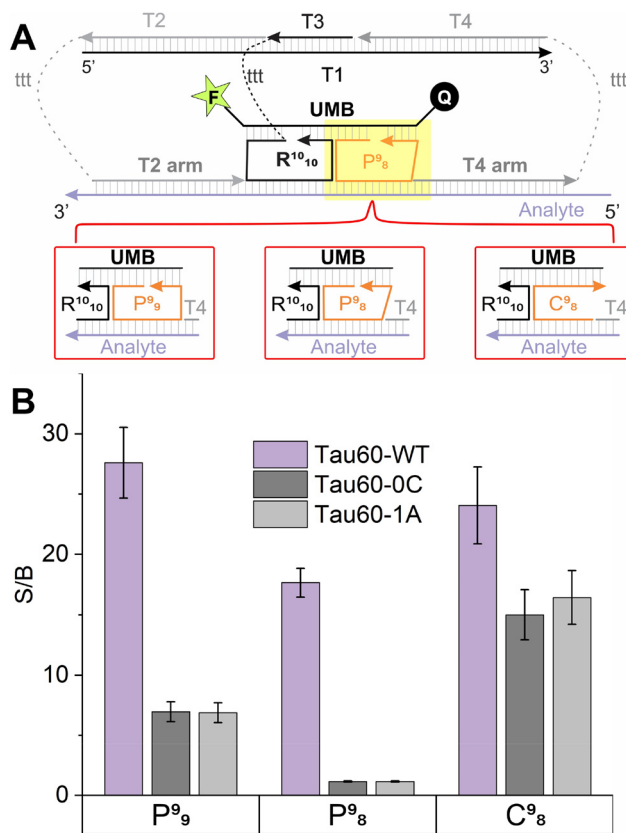 A
T2
T3
T4
5'
3'
T1
ttt
ttt
ttt
F
UMB
Q
R¹⁰₁₀
P⁹₈
T2 arm
T4 arm
3'
Analyte
5'
UMB
R¹⁰₁₀
P⁹₉
T4
Analyte
UMB
R¹⁰₁₀
P⁹₈
T4
Analyte
UMB
R¹⁰₁₀
C⁹₈
T4
Analyte
B
S/B
30
20
10
0
Tau60-WT
Tau60-0C
Tau60-1A
P⁹₉
P⁹₈
C⁹₈